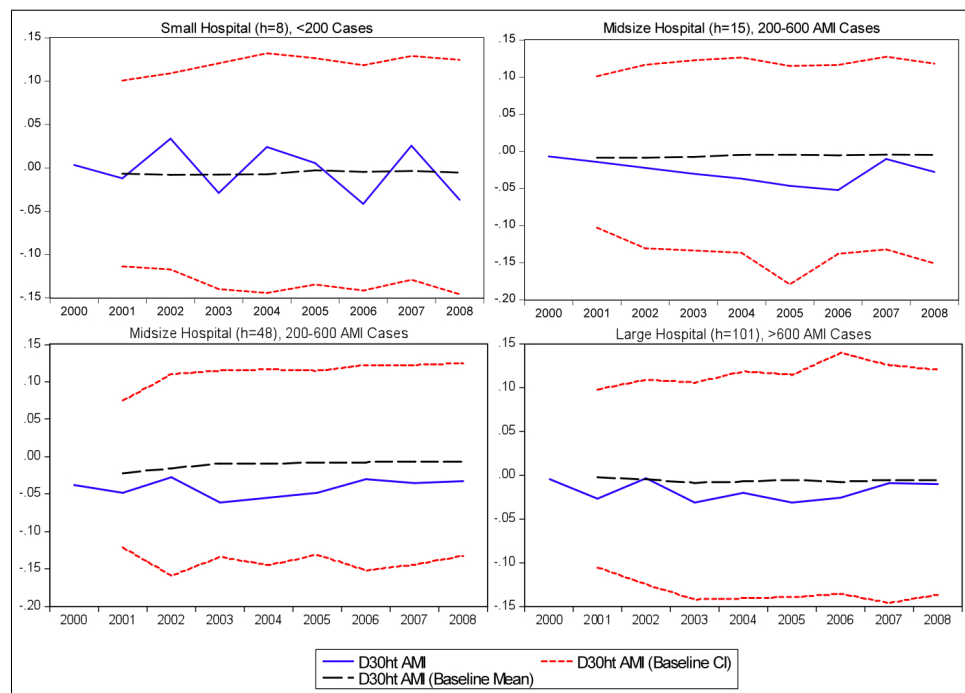 Small Hospital (h=8), <200 Cases
.15
.10
.05
.00
-.05
-.10
-.15
2000 2001 2002 2003 2004 2005 2006 2007 2008
Midsize Hospital (h=15), 200-600 AMI Cases
.15
.10
.05
.00
-.05
-.10
-.15
-.20
2000 2001 2002 2003 2004 2005 2006 2007 2008
Midsize Hospital (h=48), 200-600 AMI Cases
.15
.10
.05
.00
-.05
-.10
-.15
-.20
2000 2001 2002 2003 2004 2005 2006 2007 2008
Large Hospital (h=101), >600 AMI Cases
.15
.10
.05
.00
-.05
-.10
-.15
2000 2001 2002 2003 2004 2005 2006 2007 2008
D30ht AMI
D30ht AMI (Baseline CI)
D30ht AMI (Baseline Mean)